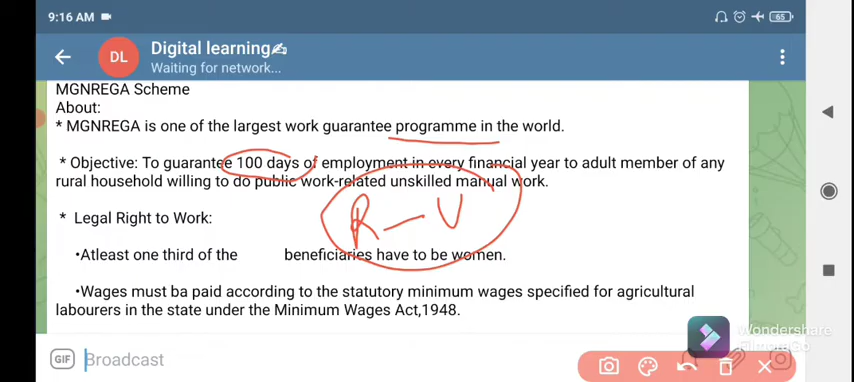 9:16 AM
65
DL
Digital learning✍
Waiting for network...
MGNREGA Scheme
About:
* MGNREGA is one of the largest work guarantee programme in the world.
* Objective: To guarantee 100 days of employment in every financial year to adult member of any
rural household willing to do public work-related unskilled manual work.
R – U
* Legal Right to Work:
•Atleast one third of the beneficiaries have to be women.
•Wages must ba paid according to the statutory minimum wages specified for agricultural
labourers in the state under the Minimum Wages Act,1948.
Wondershare
FilmoraGo
GIF
Broadcast